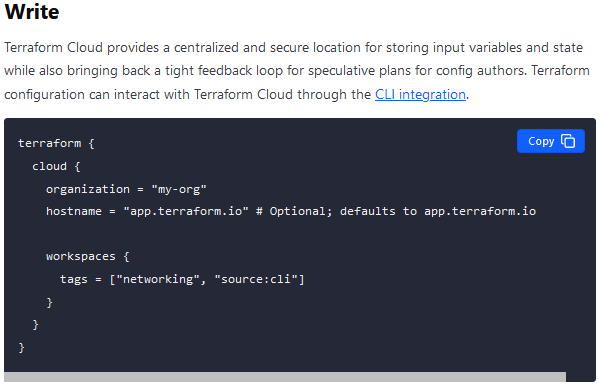 Write
Terraform Cloud provides a centralized and secure location for storing input variables and state
while also bringing back a tight feedback loop for speculative plans for config authors. Terraform
configuration can interact with Terraform Cloud through the CLI integration.
Copy
terraform {
  cloud {
    organization = "my-org"
    hostname = "app.terraform.io" # Optional; defaults to app.terraform.io

    workspaces {
      tags = ["networking", "source:cli"]
    }
  }
}